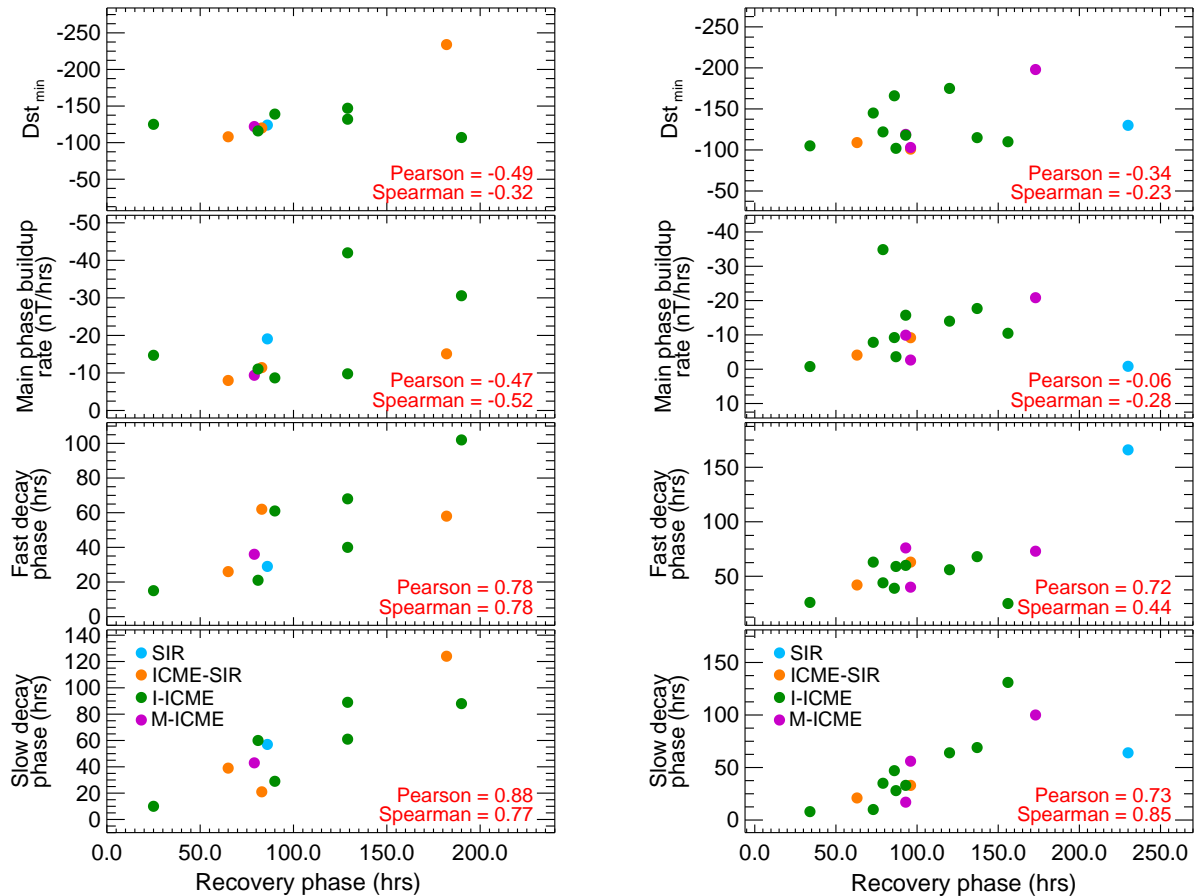 -250
-200
-150
-100
-50
Dst min
Pearson = -0.49
Spearman = -0.32
-50
-40
-30
-20
-10
0
Main phase buildup
rate (nT/hrs)
Pearson = -0.47
Spearman = -0.52
100
80
60
40
20
0
Fast decay
phase (hrs)
Pearson = 0.78
Spearman = 0.78
140
120
100
80
60
40
20
0
Slow decay
phase (hrs)
SIR
ICME-SIR
I-ICME
M-ICME
Pearson = 0.88
Spearman = 0.77
0.0 50.0 100.0 150.0 200.0
Recovery phase (hrs)
-250
-200
-150
-100
-50
Dst min
Pearson = -0.34
Spearman = -0.23
-40
-30
-20
-10
0
10
Main phase buildup
rate (nT/hrs)
Pearson = -0.06
Spearman = -0.28
150
100
50
Fast decay
phase (hrs)
Pearson = 0.72
Spearman = 0.44
150
100
50
0
Slow decay
phase (hrs)
SIR
ICME-SIR
I-ICME
M-ICME
Pearson = 0.73
Spearman = 0.85
0.0 50.0 100.0 150.0 200.0 250.0
Recovery phase (hrs)